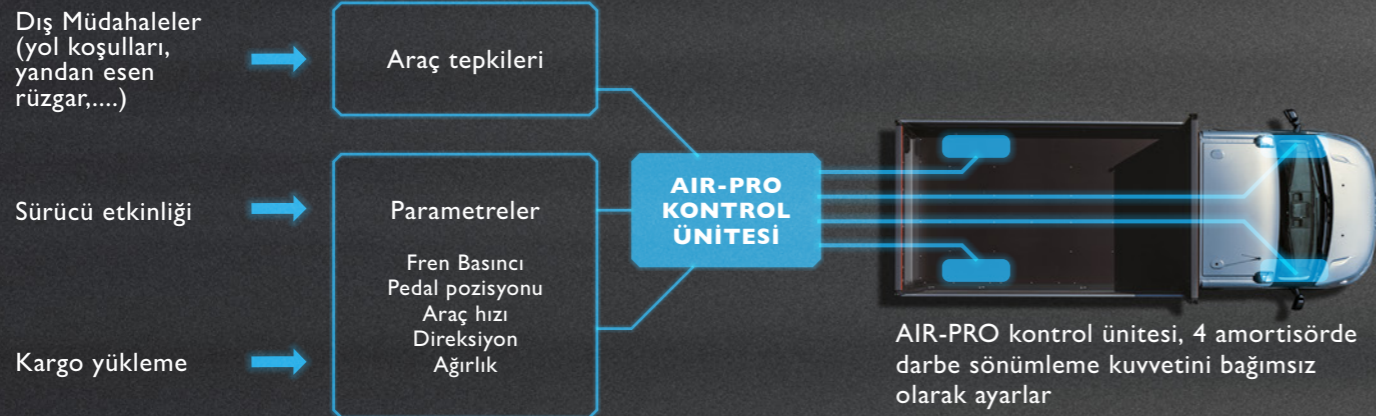 Dış Müdahaleler
(yol koşulları,
yandan esen
rüzgar,....)
Araç tepkileri
Sürücü etkinliği
Parametreler
Fren Basıncı
Pedal pozisyonu
Araç hızı
Direksiyon
Ağırlık
Kargo yükleme
AIR-PRO
KONTROL
ÜNİTESİ
AIR-PRO kontrol ünitesi, 4 amortisörde
darbe sönümleme kuvvetini bağımsız
olarak ayarlar